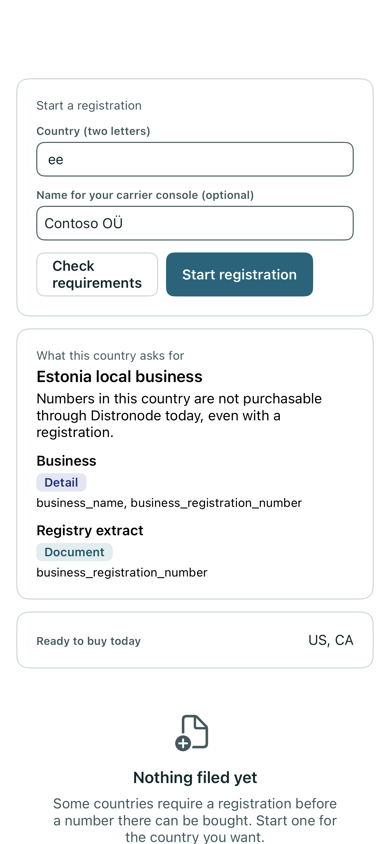 Start a registration
Country (two letters)
ee
Name for your carrier console (optional)
Contoso OÜ
Check
requirements
Start registration
What this country asks for
Estonia local business
Numbers in this country are not purchasable
through Distronode today, even with a
registration.
Business
Detail
business_name, business_registration_number
Registry extract
Document
business_registration_number
Ready to buy today
US, CA
Nothing filed yet
Some countries require a registration before
a number there can be bought. Start one for
the country you want.